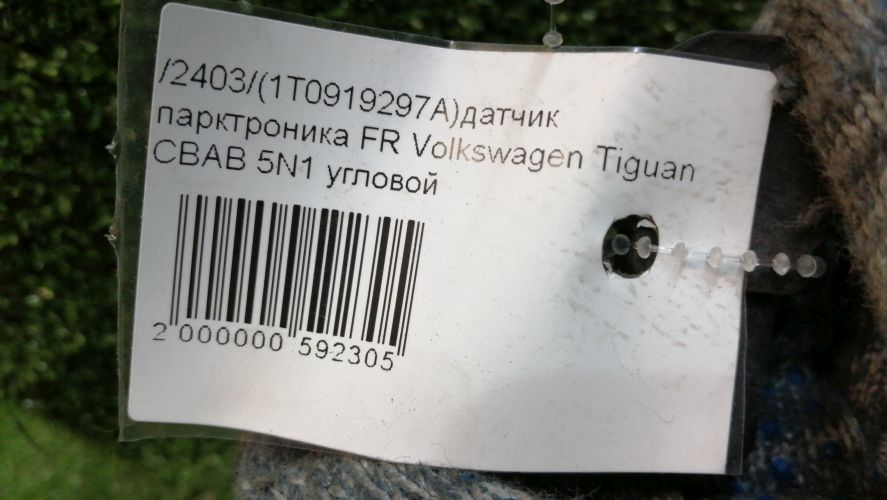 /2403/(1T0919297A)датчик
парктроника FR Volkswagen Tiguan
CBAB 5N1 угловой
2 000000 592305